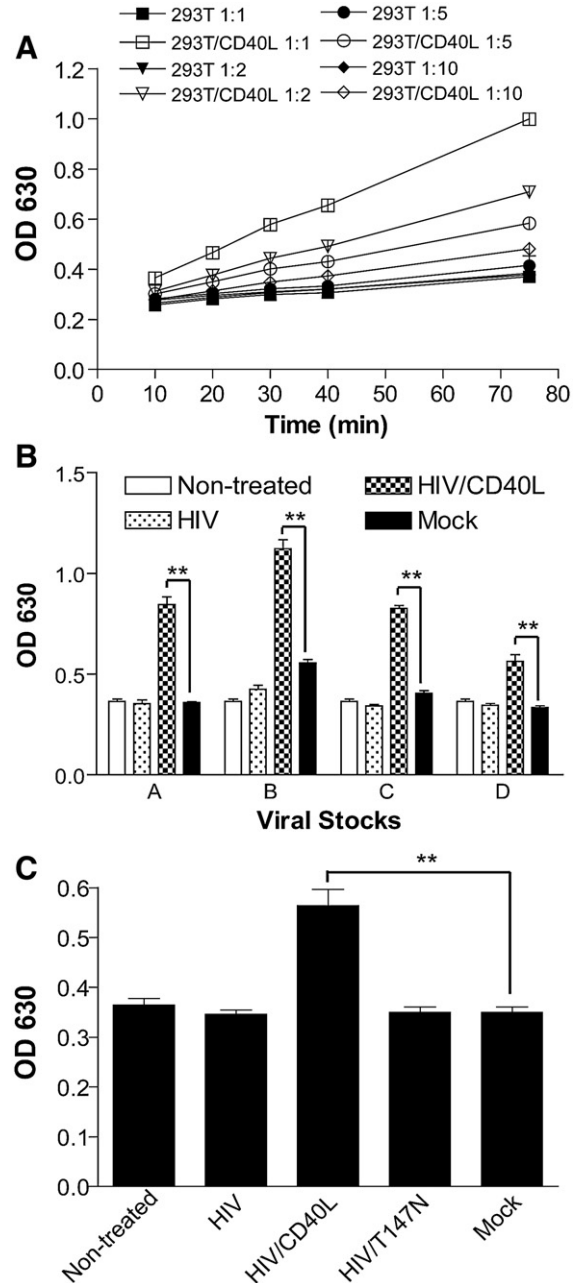 A
293T 1:1
293T 1:5
293T/CD40L 1:1
293T/CD40L 1:5
293T 1:2
293T 1:10
293T/CD40L 1:2
293T/CD40L 1:10
OD 630
1.2
1.0
0.8
0.6
0.4
0.2
0.0
0 10 20 30 40 50 60 70 80
Time (min)
B
Non-treated
HIV/CD40L
HIV
Mock
OD 630
1.5
1.0
0.5
0.0
** ** ** **
A B C D
Viral Stocks
C
OD 630
0.6
0.5
0.4
0.3
0.2
0.1
0.0
**
Non-treated
HIV
HIV/CD40L
HIV/T147N
Mock